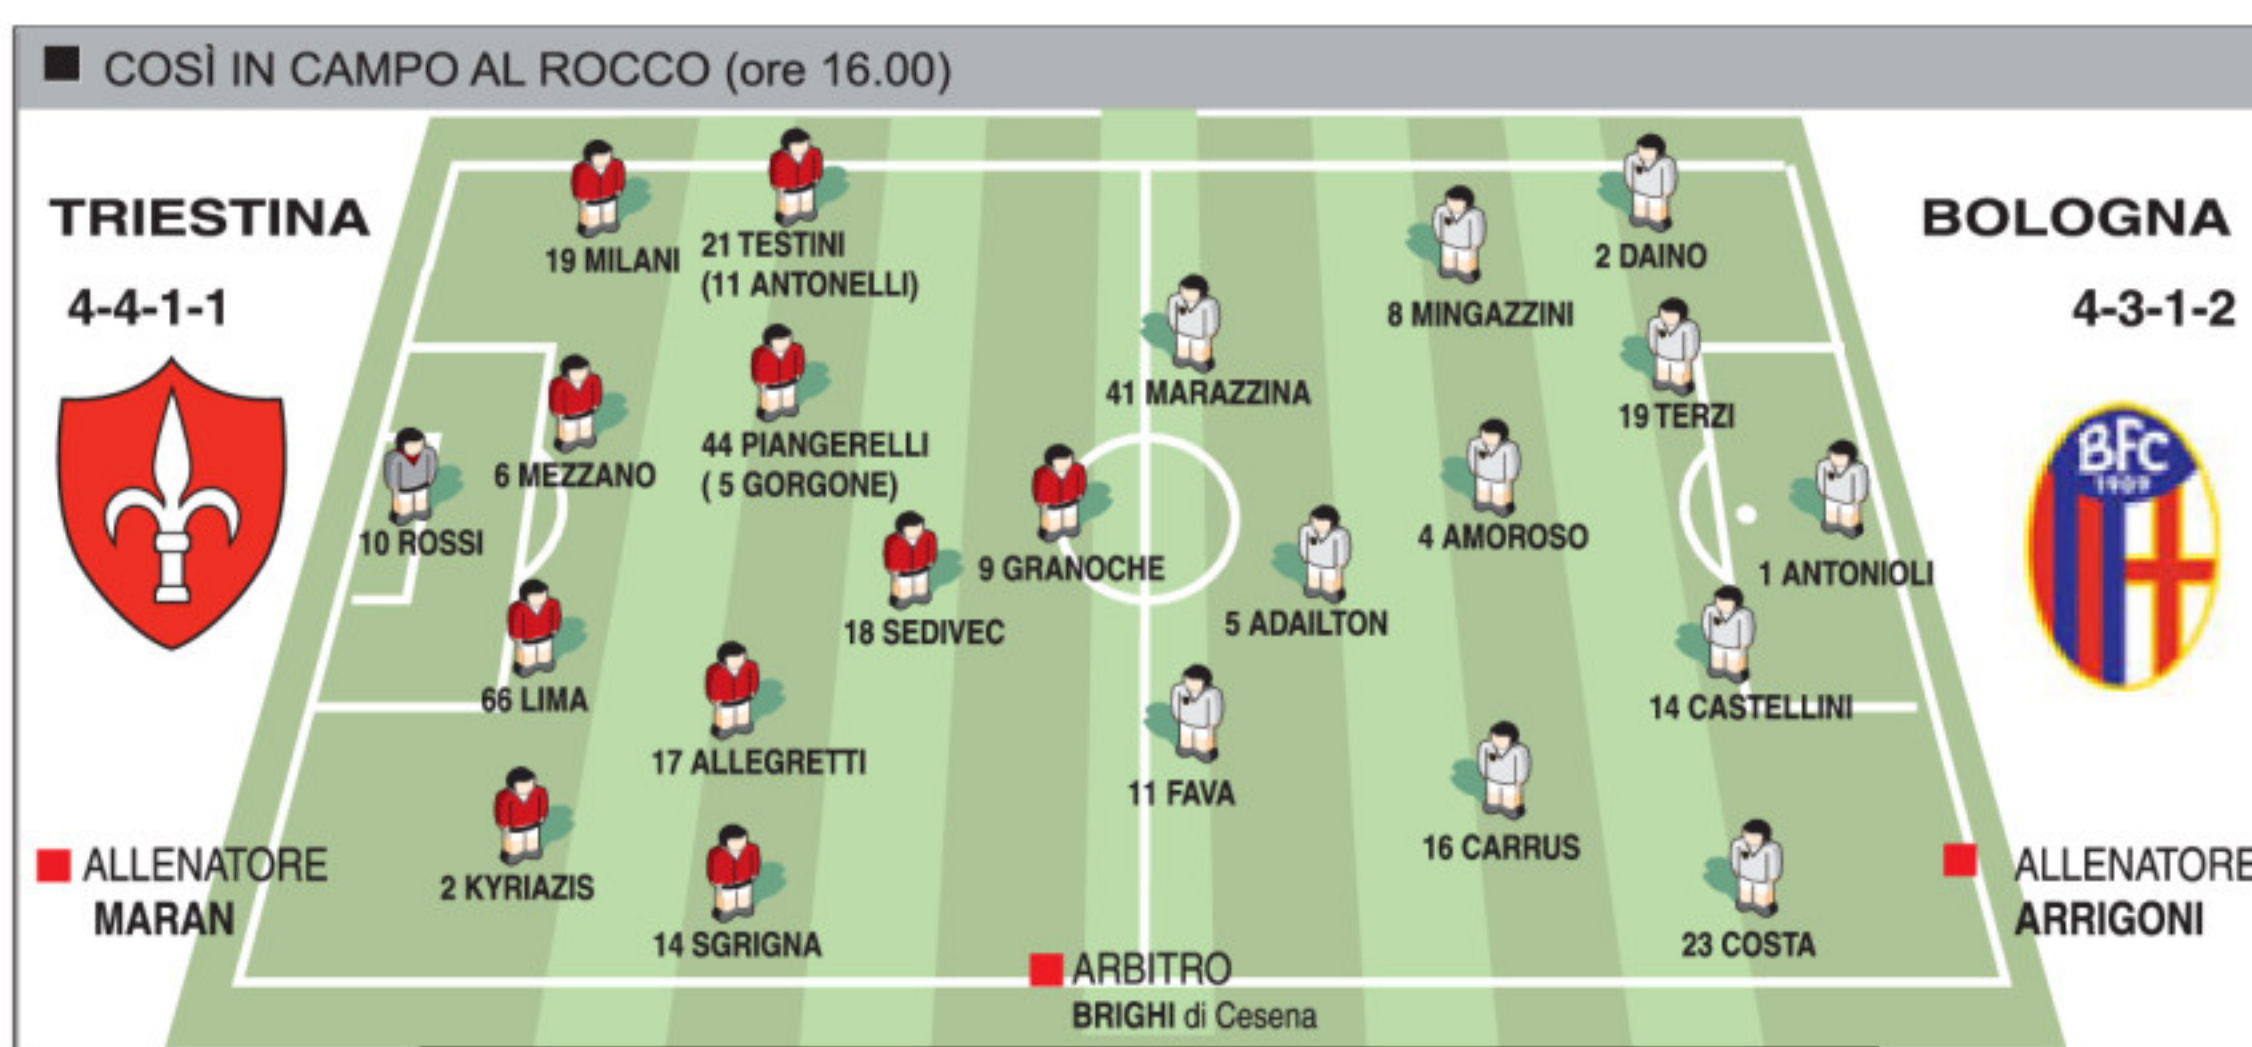 COSÌ IN CAMPO AL ROCCO (ore 16.00)
TRIESTINA
4-4-1-1
BOLOGNA
4-3-1-2
BFC
1909
19 MILANI
21 TESTINI
(11 ANTONELLI)
2 DAINO
8 MINGAZZINI
41 MARAZZINA
19 TERZI
6 MEZZANO
44 PIANGERELLI
( 5 GORGONE)
10 ROSSI
9 GRANOCHE
4 AMOROSO
1 ANTONIOLI
18 SEDIVEC
5 ADAILTON
66 LIMA
14 CASTELLINI
17 ALLEGRETTI
11 FAVA
16 CARRUS
2 KYRIAZIS
14 SGRIGNA
23 COSTA
ALLENATORE
MARAN
ALLENATORE
ARRIGONI
ARBITRO
BRIGHI di Cesena